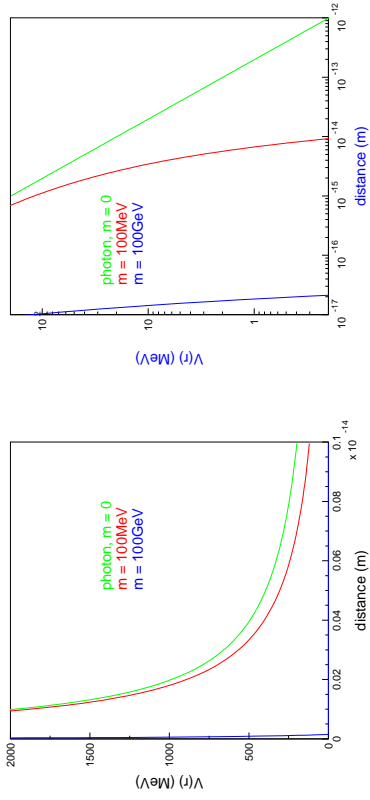 V(r) (MeV)
2000
1500
1000
500
0
photon, m = 0
m = 100MeV
m = 100GeV
0 0.02 0.04 0.06 0.08 0.1
x 10 -14
distance (m)
V(r) (MeV)
10 2
10
1
photon, m = 0
m = 100MeV
m = 100GeV
10 -17 10 -16 10 -15 10 -14 10 -13 10 -12
distance (m)